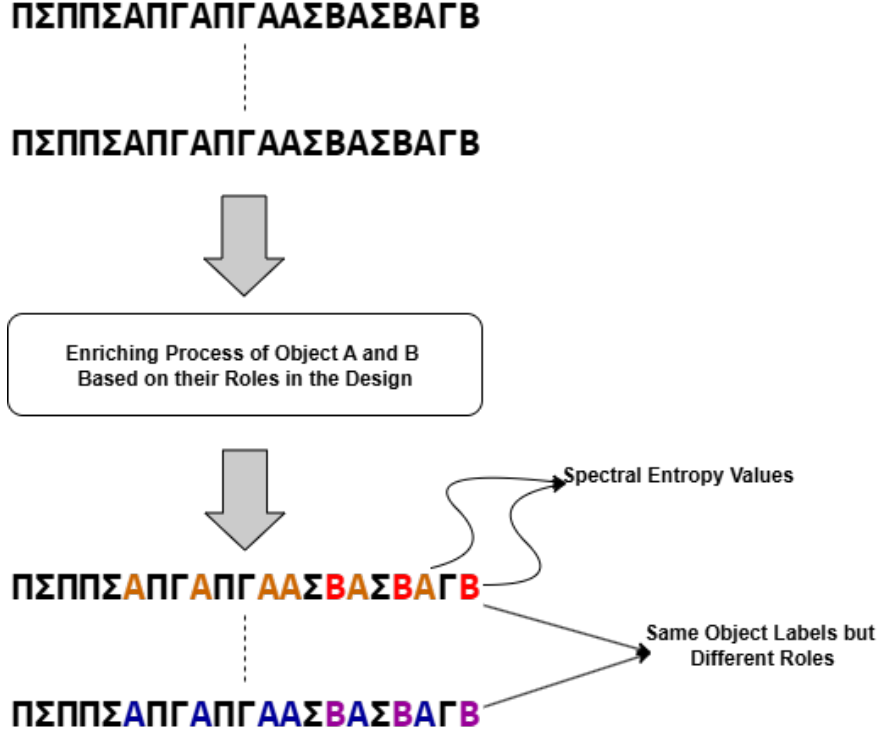 ΠΣΠΠΣΑΠΓΑΠΓΑΑΣΒΑΣΒΑΓΒ
ΠΣΠΠΣΑΠΓΑΠΓΑΑΣΒΑΣΒΑΓΒ
Enriching Process of Object A and B
Based on their Roles in the Design
Spectral Entropy Values
ΠΣΠΠΣΑΠΓΑΠΓΑΑΣΒΑΣΒΑΓΒ
Same Object Labels but
Different Roles
ΠΣΠΠΣΑΠΓΑΠΓΑΑΣΒΑΣΒΑΓΒ